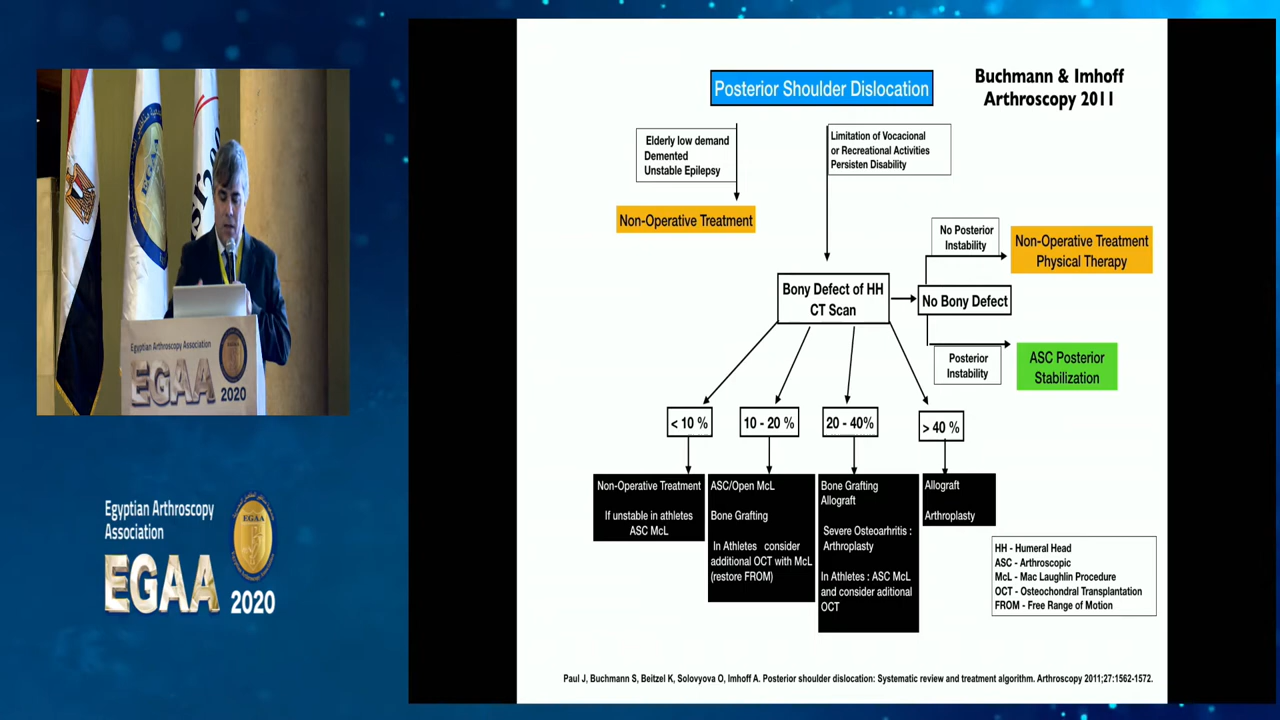 Egyptian Arthroscopy Association
EGAA
2020
Egyptian Arthroscopy
Association
EGAA 2020
EGAA
Posterior Shoulder Dislocation
Buchmann & Imhoff
Arthroscopy 2011
Elderly low demand
Demented
Unstable Epilepsy
Non-Operative Treatment
Limitation of Vocacional
or Recreational Activities
Persisten Disability
Bony Defect of HH
CT Scan
No Bony Defect
No Posterior
Instability
Non-Operative Treatment
Physical Therapy
Posterior
Instability
ASC Posterior
Stabilization
< 10 %
10 - 20 %
20 - 40%
> 40 %
Non-Operative Treatment
If unstable in athletes
ASC McL
ASC/Open McL
Bone Grafting
In Athletes consider
additional OCT with McL
(restore FROM)
Bone Grafting
Allograft
Severe Osteoarhritis :
Arthroplasty
In Athletes : ASC McL
and consider aditional
OCT
Allograft
Arthroplasty
HH - Humeral Head
ASC - Arthroscopic
McL - Mac Laughlin Procedure
OCT - Osteochondral Transplantation
FROM - Free Range of Motion
Paul J, Buchmann S, Beitzel K, Solovyova O, Imhoff A. Posterior shoulder dislocation: Systematic review and treatment algorithm. Arthroscopy 2011;27:1562-1572.